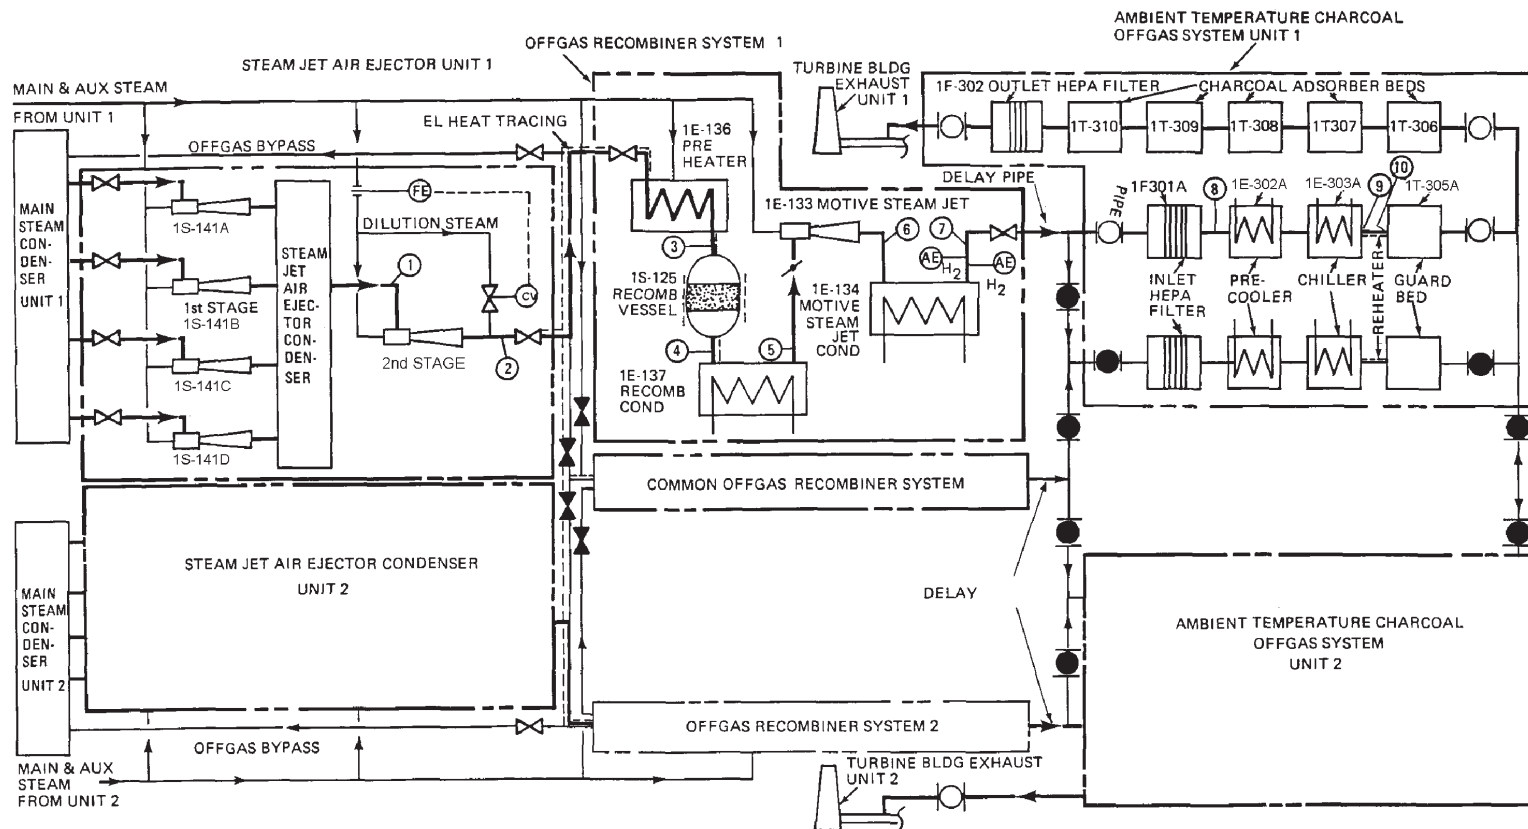 AMBIENT TEMPERATURE CHARCOAL
OFFGAS SYSTEM UNIT 1
OFFGAS RECOMBINER SYSTEM 1
STEAM JET AIR EJECTOR UNIT 1
TURBINE BLDG
EXHAUST
UNIT 1
1F-302 OUTLET HEPA FILTER
CHARCOAL ADSORBER BEDS
MAIN & AUX STEAM
FROM UNIT 1
EL HEAT TRACING
1E-136
PRE
HEATER
1T-310
1T-309
1T-308
1T307
1T-306
OFFGAS BYPASS
DELAY PIPE
PIPE
1F301A
8
1E-302A
1E-303A
9
10
1T-305A
MAIN
STEAM
CON-
DENSER
UNIT 1
1S-141A
1st STAGE
1S-141B
1S-141C
1S-141D
STEAM
JET
AIR
EJEC-
TOR
CON-
DEN-
SER
FE
DILUTION STEAM
1
CV
2nd STAGE
2
1E-133 MOTIVE STEAM JET
3
1S-125
RECOMB
VESSEL
4
5
1E-137
RECOMB
COND
6
7
AE
H2
AE
H2
1E-134
MOTIVE
STEAM
JET
COND
INLET
HEPA
FILTER
PRE-
COOLER
CHILLER
REHEATER
GUARD
BED
COMMON OFFGAS RECOMBINER SYSTEM
STEAM JET AIR EJECTOR CONDENSER
UNIT 2
MAIN
STEAM
CON-
DEN-
SER
UNIT 2
DELAY
AMBIENT TEMPERATURE CHARCOAL
OFFGAS SYSTEM
UNIT 2
OFFGAS RECOMBINER SYSTEM 2
OFFGAS BYPASS
MAIN & AUX
STEAM
FROM UNIT 2
TURBINE BLDG EXHAUST
UNIT 2